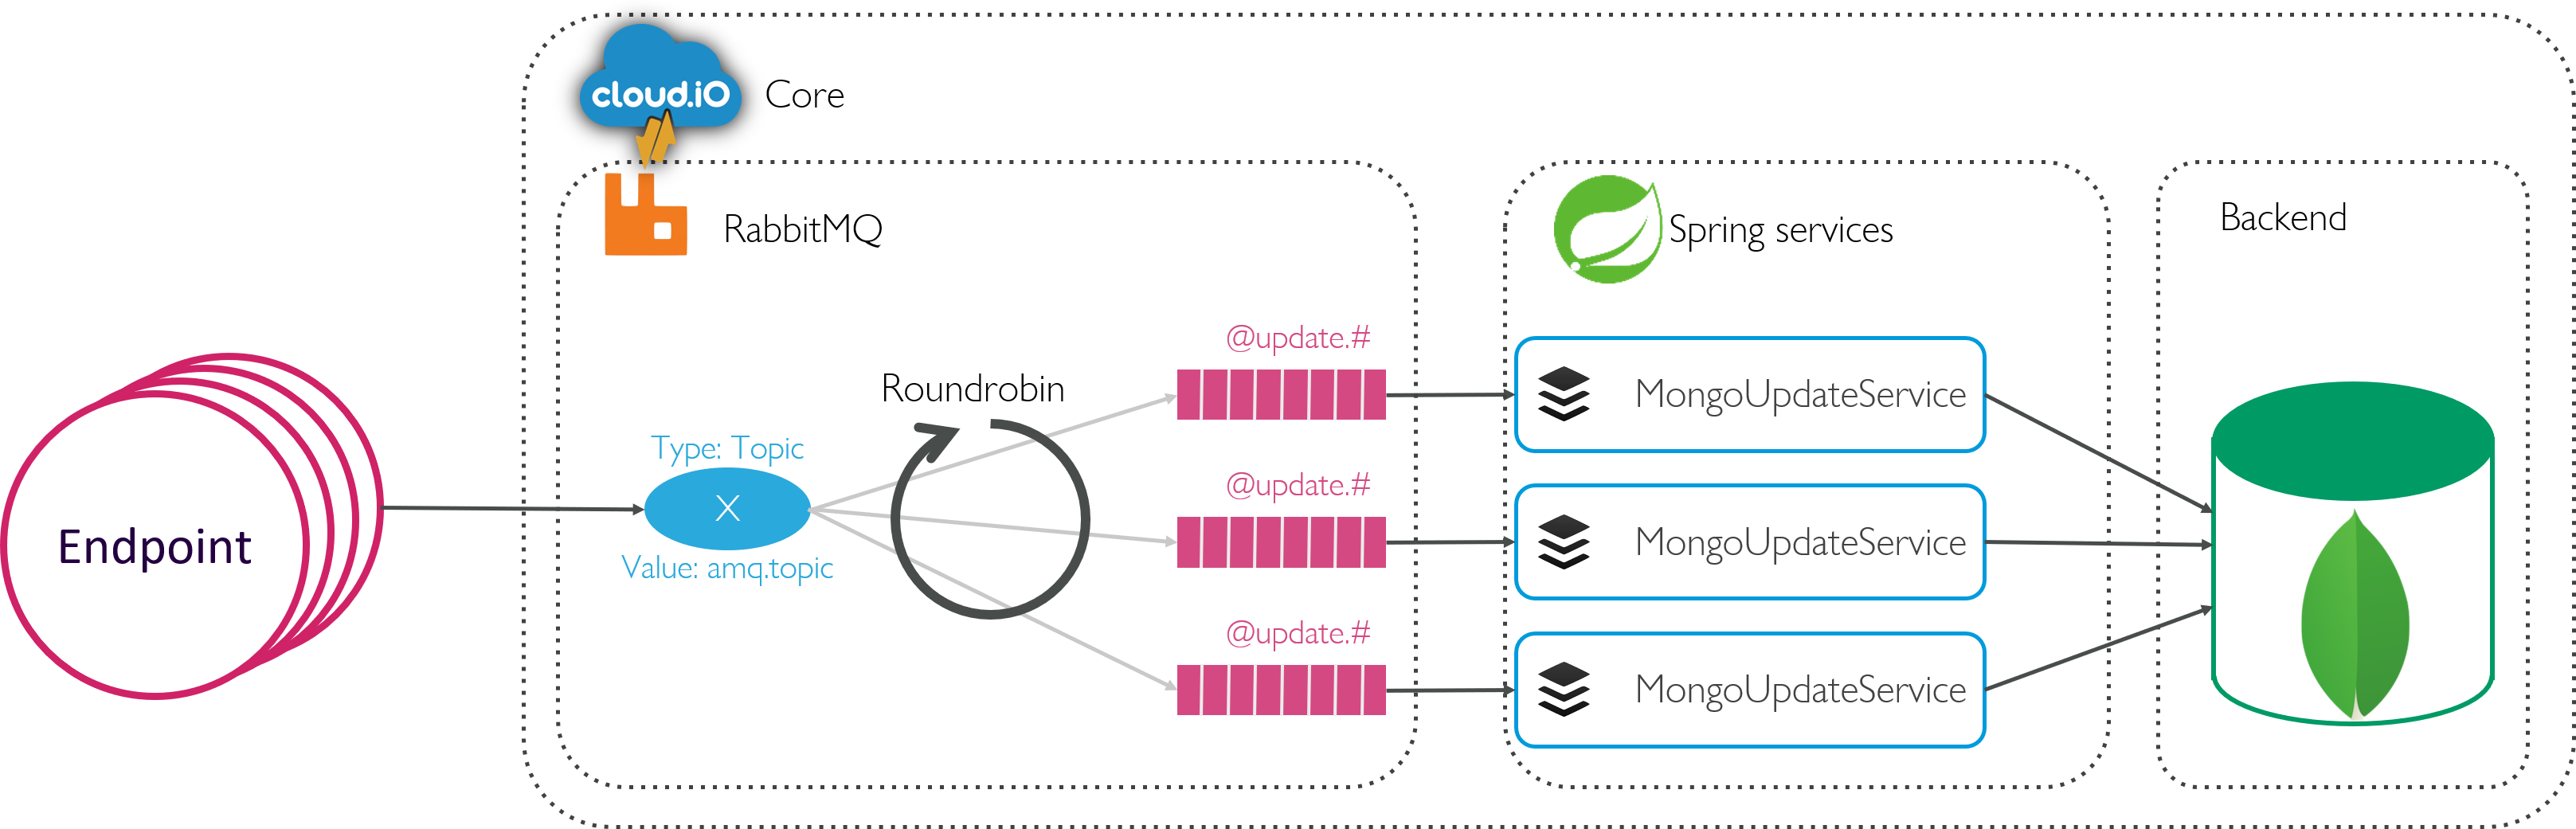 cloud.iO
Core
RabbitMQ
Spring services
Backend
Endpoint
Type: Topic
X
Value: amq.topic
Roundrobin
@update.#
@update.#
@update.#
MongoUpdateService
MongoUpdateService
MongoUpdateService